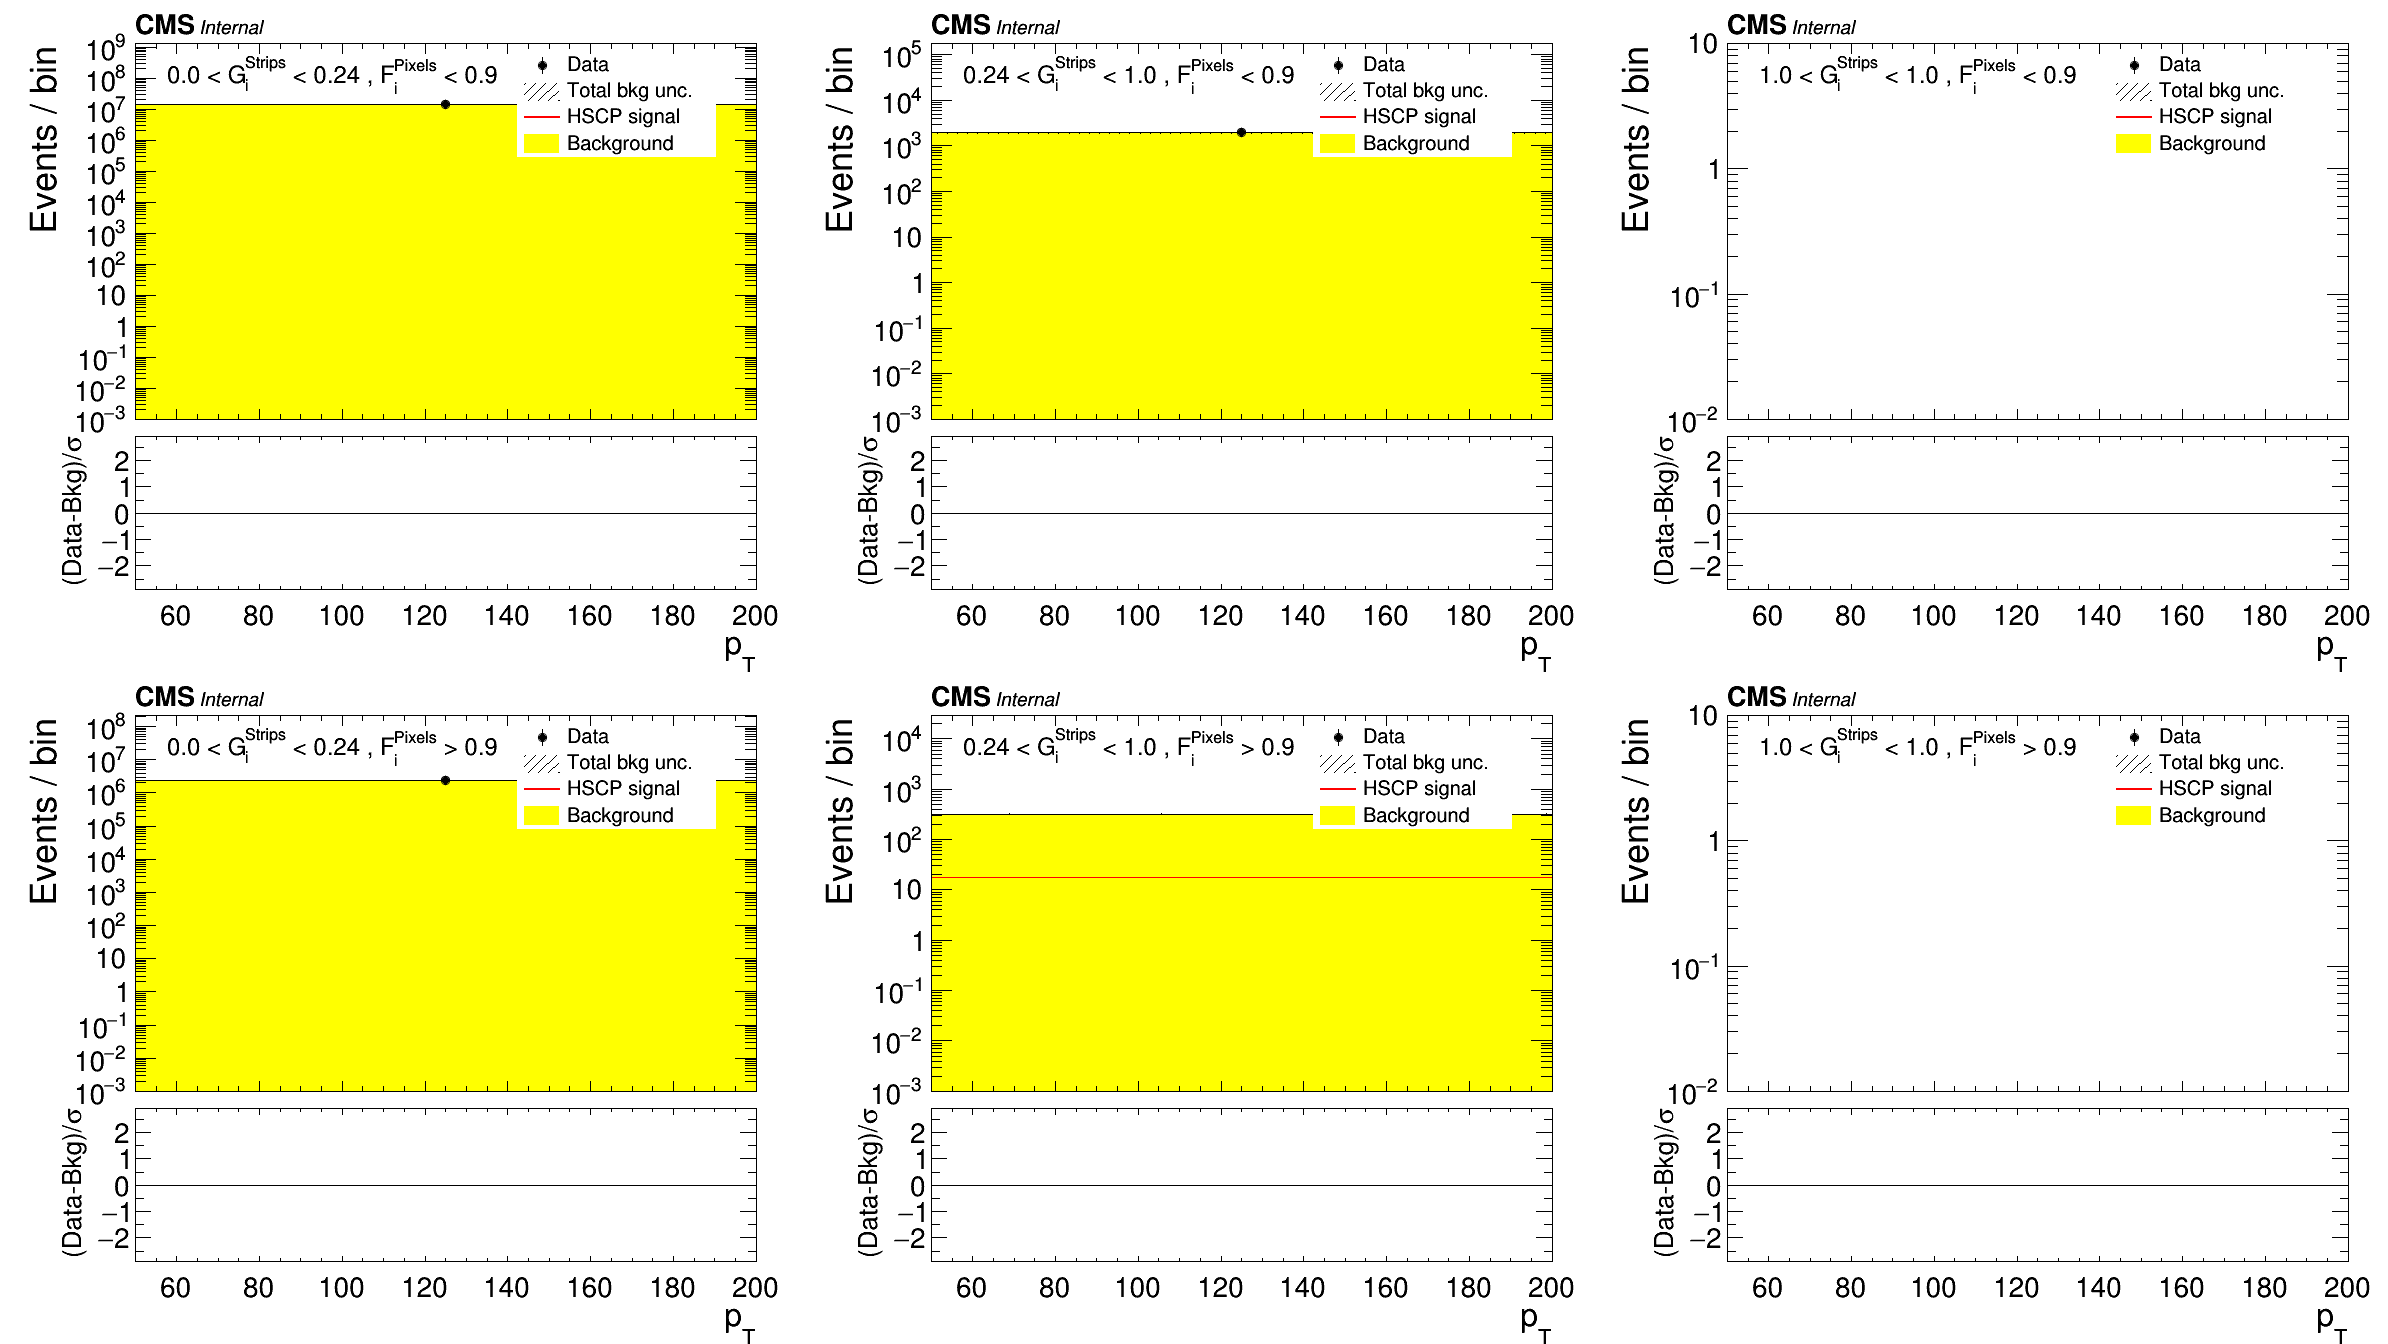 CMS Internal
Events / bin
10^9
10^8
10^7
10^6
10^5
10^4
10^3
10^2
10
1
10^−1
10^−2
10^−3
0.0 < G_i^Strips < 0.24 , F_i^Pixels < 0.9
Data
Total bkg unc.
HSCP signal
Background
(Data-Bkg)/σ
2
1
0
−1
−2
60 80 100 120 140 160 180 200
p_T
CMS Internal
Events / bin
10^5
10^4
10^3
10^2
10
1
10^−1
10^−2
10^−3
0.24 < G_i^Strips < 1.0 , F_i^Pixels < 0.9
Data
Total bkg unc.
HSCP signal
Background
(Data-Bkg)/σ
2
1
0
−1
−2
60 80 100 120 140 160 180 200
p_T
CMS Internal
Events / bin
10
1
10^−1
10^−2
1.0 < G_i^Strips < 1.0 , F_i^Pixels < 0.9
Data
Total bkg unc.
HSCP signal
Background
(Data-Bkg)/σ
2
1
0
−1
−2
60 80 100 120 140 160 180 200
p_T
CMS Internal
Events / bin
10^8
10^7
10^6
10^5
10^4
10^3
10^2
10
1
10^−1
10^−2
10^−3
0.0 < G_i^Strips < 0.24 , F_i^Pixels > 0.9
Data
Total bkg unc.
HSCP signal
Background
(Data-Bkg)/σ
2
1
0
−1
−2
60 80 100 120 140 160 180 200
p_T
CMS Internal
Events / bin
10^4
10^3
10^2
10
1
10^−1
10^−2
10^−3
0.24 < G_i^Strips < 1.0 , F_i^Pixels > 0.9
Data
Total bkg unc.
HSCP signal
Background
(Data-Bkg)/σ
2
1
0
−1
−2
60 80 100 120 140 160 180 200
p_T
CMS Internal
Events / bin
10
1
10^−1
10^−2
1.0 < G_i^Strips < 1.0 , F_i^Pixels > 0.9
Data
Total bkg unc.
HSCP signal
Background
(Data-Bkg)/σ
2
1
0
−1
−2
60 80 100 120 140 160 180 200
p_T